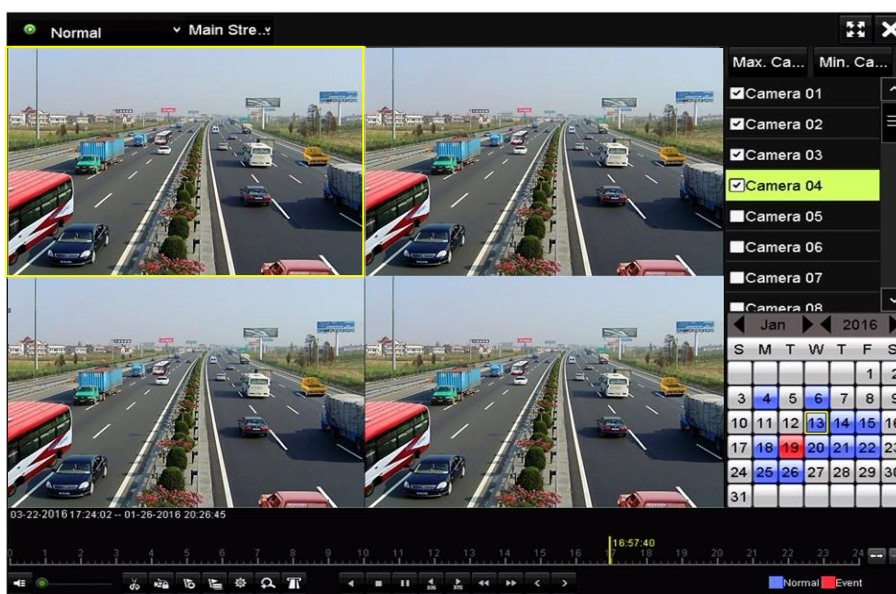 Normal
Main Stre..
Max. Ca...
Min. Ca...
Camera 01
Camera 02
Camera 03
Camera 04
Camera 05
Camera 06
Camera 07
Camera 08
Jan 2016
S M T W T F S
1 2
3 4 5 6 7 8 9
10 11 12 13 14 15 16
17 18 19 20 21 22 23
24 25 26 27 28 29 30
31
03-22-2016 17:24:02 -- 01-26-2016 20:26:45
16:57:40
0 1 2 3 4 5 6 7 8 9 10 11 12 13 14 15 16 17 18 19 20 21 22 23 24
30S 30S
Normal Event